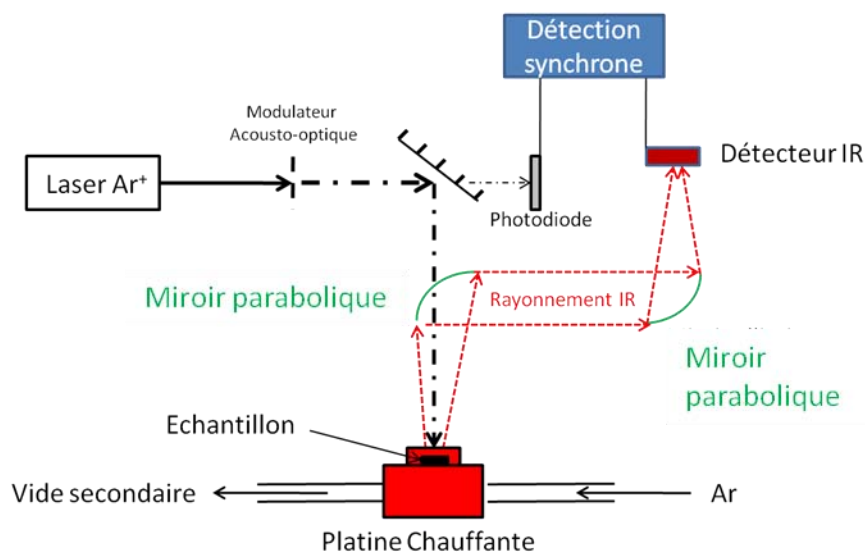 Détection
synchrone
Modulateur
Acousto-optique
Laser Ar⁺
Détecteur IR
Photodiode
Miroir parabolique
Rayonnement IR
Miroir
parabolique
Echantillon
Vide secondaire
Ar
Platine Chauffante